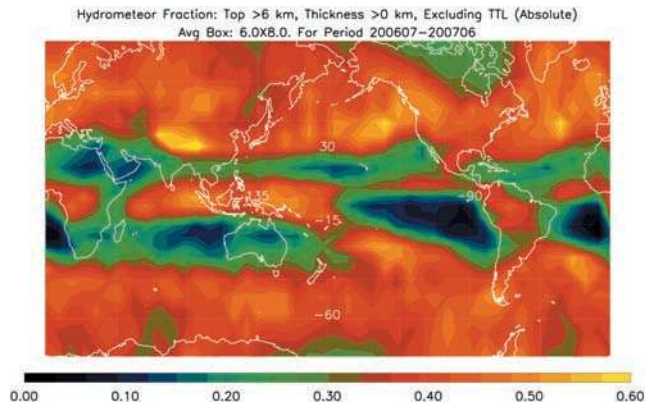 Hydrometeor Fraction: Top >6 km, Thickness >0 km, Excluding TTL (Absolute)
Avg Box: 6.0X8.0. For Period 200607-200706
30
135
-90
-15
-60
0.00 0.10 0.20 0.30 0.40 0.50 0.60